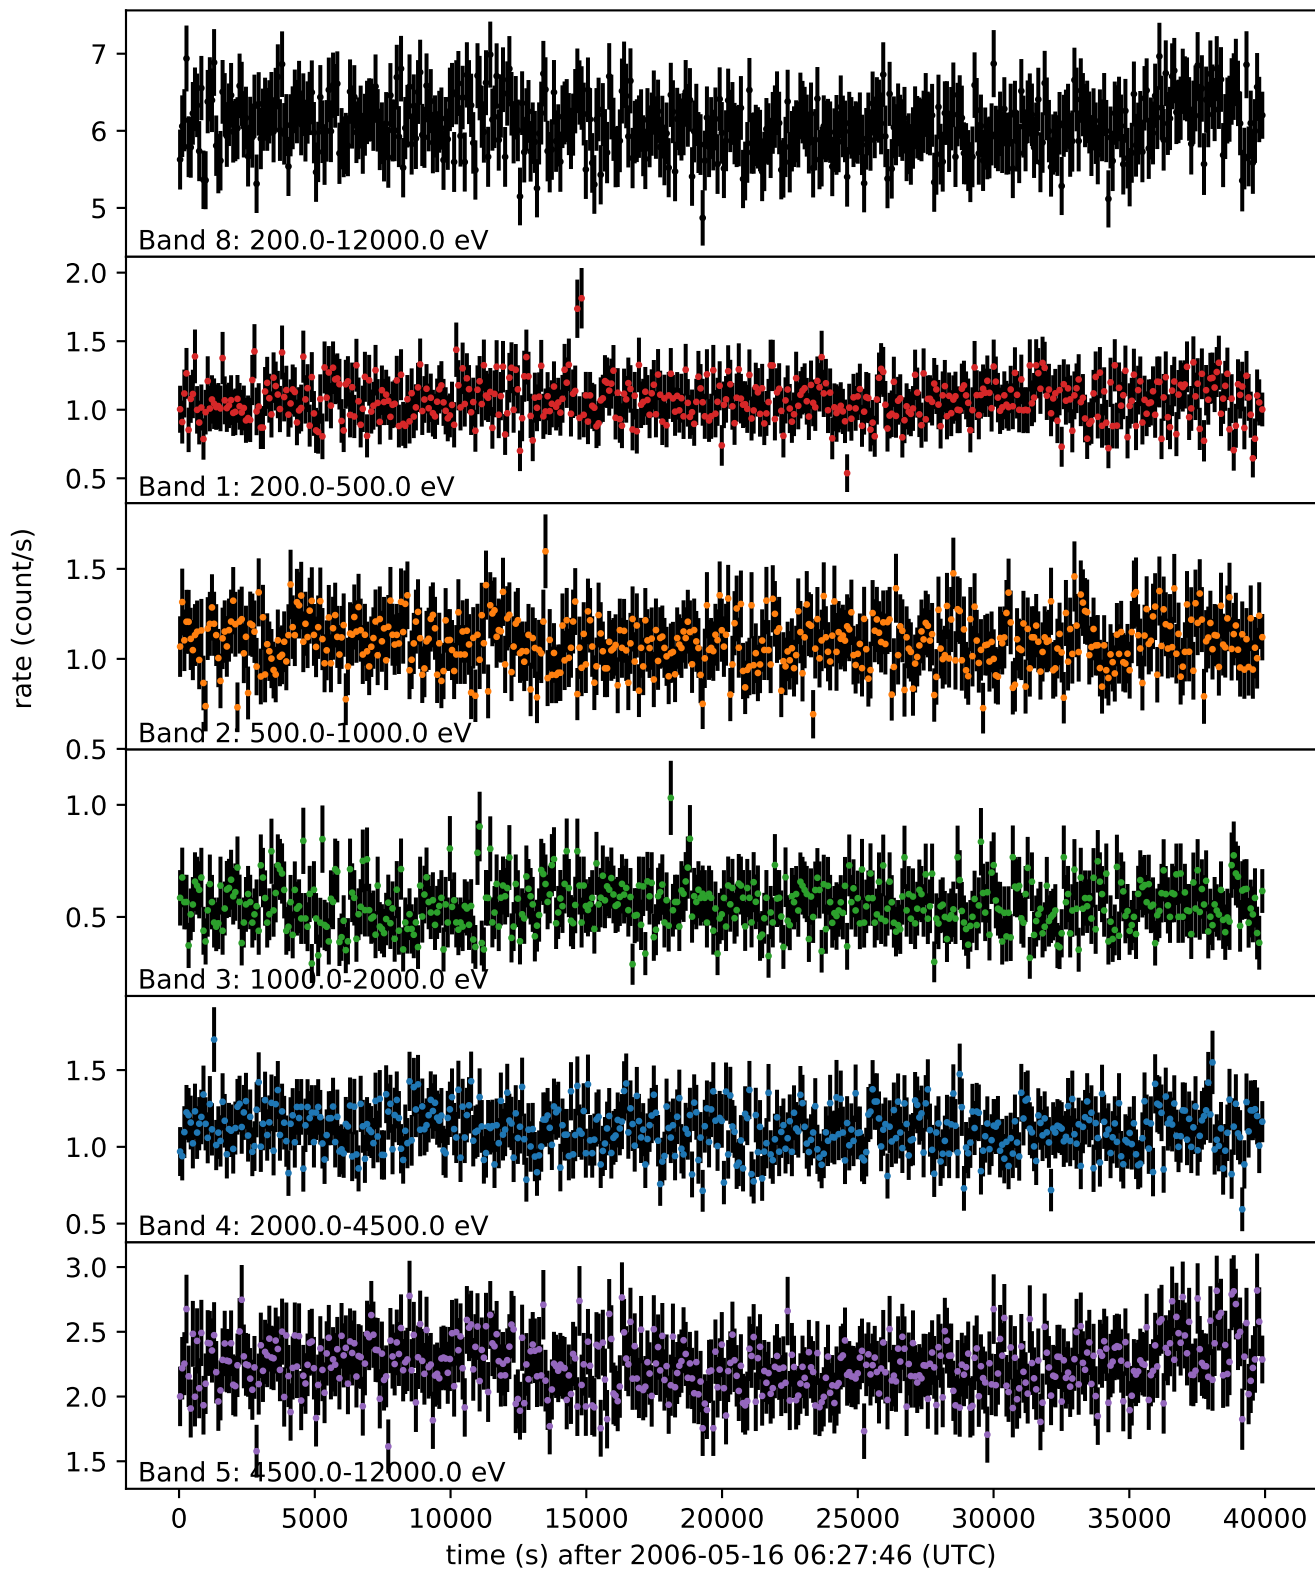 7
6
5
Band 8: 200.0-12000.0 eV
2.0
1.5
1.0
0.5
Band 1: 200.0-500.0 eV
rate (count/s)
1.5
1.0
0.5
Band 2: 500.0-1000.0 eV
1.0
0.5
Band 3: 1000.0-2000.0 eV
1.5
1.0
0.5
Band 4: 2000.0-4500.0 eV
3.0
2.5
2.0
1.5
Band 5: 4500.0-12000.0 eV
0 5000 10000 15000 20000 25000 30000 35000 40000
time (s) after 2006-05-16 06:27:46 (UTC)